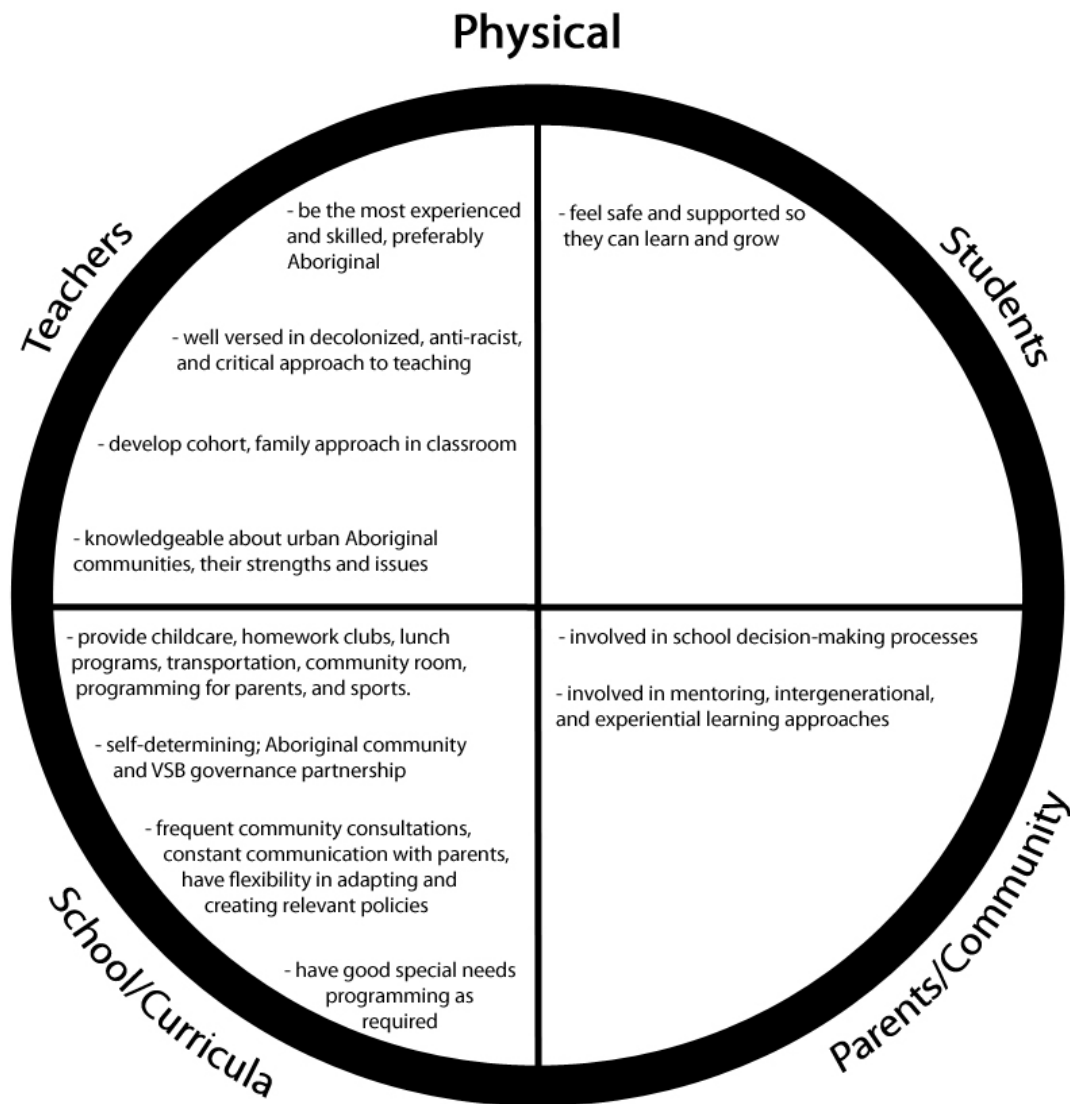 Physical
Teachers
- be the most experienced
and skilled, preferably
Aboriginal
- well versed in decolonized, anti-racist,
and critical approach to teaching
- develop cohort, family approach in classroom
- knowledgeable about urban Aboriginal
communities, their strengths and issues
Students
- feel safe and supported so
they can learn and grow
School/Curricula
- provide childcare, homework clubs, lunch
programs, transportation, community room,
programming for parents, and sports.
- self-determining; Aboriginal community
and VSB governance partnership
- frequent community consultations,
constant communication with parents,
have flexibility in adapting and
creating relevant policies
- have good special needs
programming as
required
Parents/Community
- involved in school decision-making processes
- involved in mentoring, intergenerational,
and experiential learning approaches